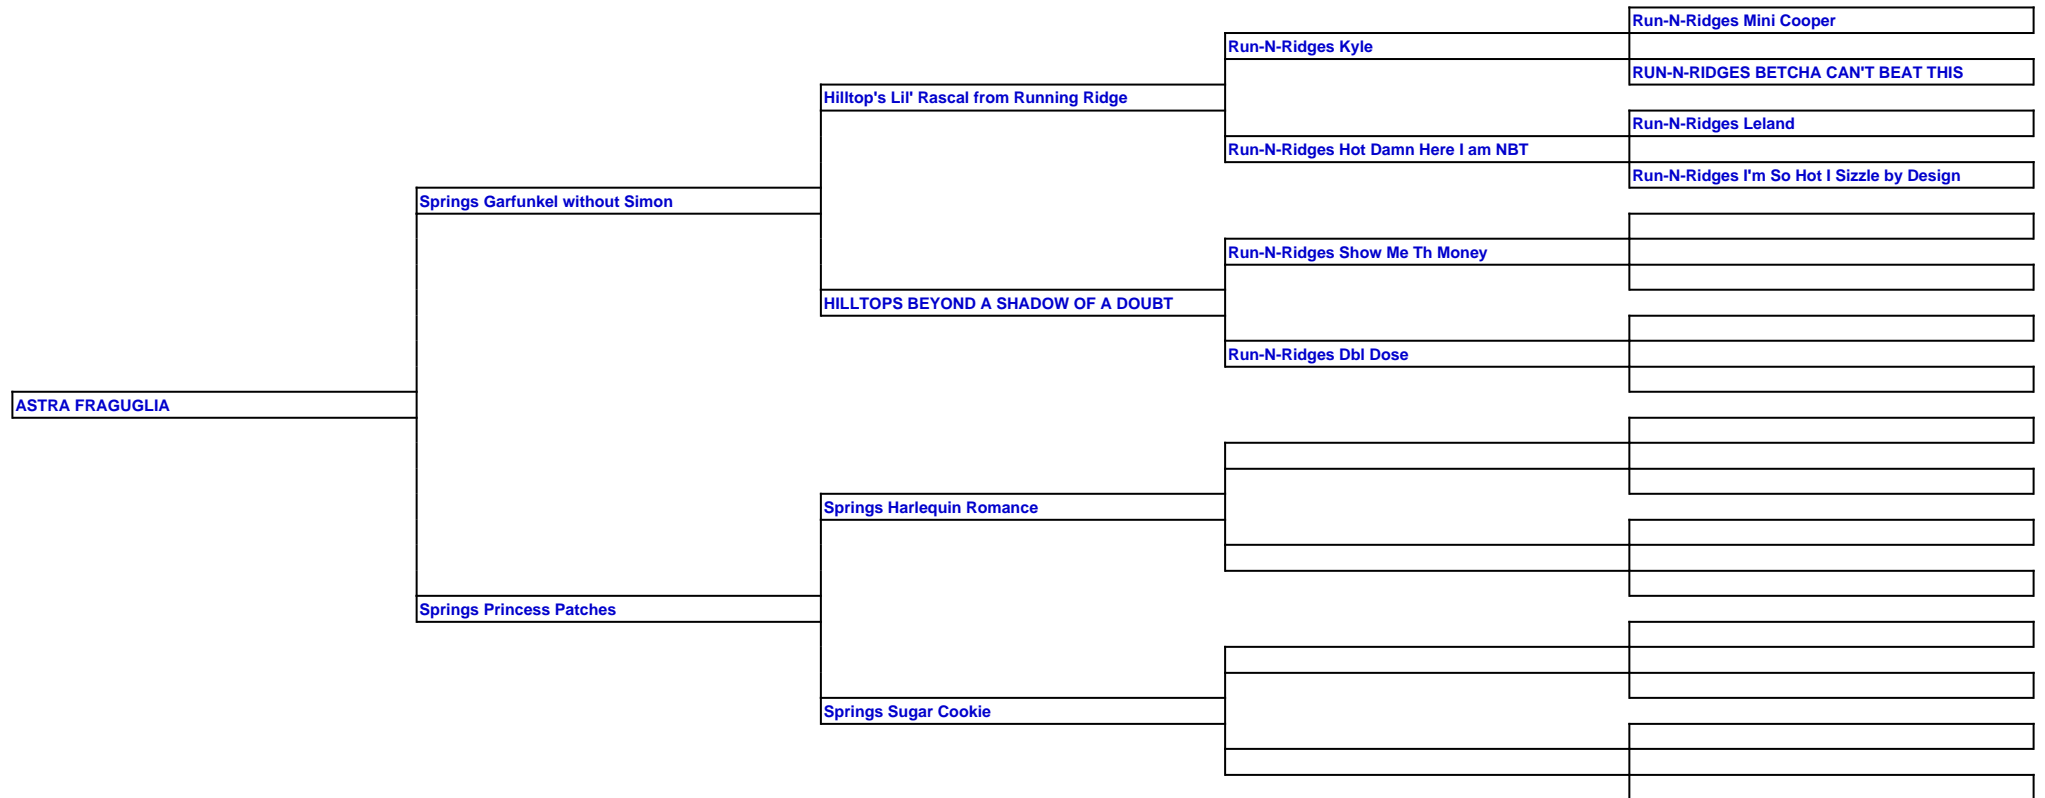 Run-N-Ridges Mini Cooper
Run-N-Ridges Kyle
RUN-N-RIDGES BETCHA CAN'T BEAT THIS
Hilltop's Lil' Rascal from Running Ridge
Run-N-Ridges Leland
Run-N-Ridges Hot Damn Here I am NBT
Run-N-Ridges I'm So Hot I Sizzle by Design
Springs Garfunkel without Simon
Run-N-Ridges Show Me Th Money
HILLTOPS BEYOND A SHADOW OF A DOUBT
Run-N-Ridges Dbl Dose
ASTRA FRAGUGLIA
Springs Harlequin Romance
Springs Princess Patches
Springs Sugar Cookie